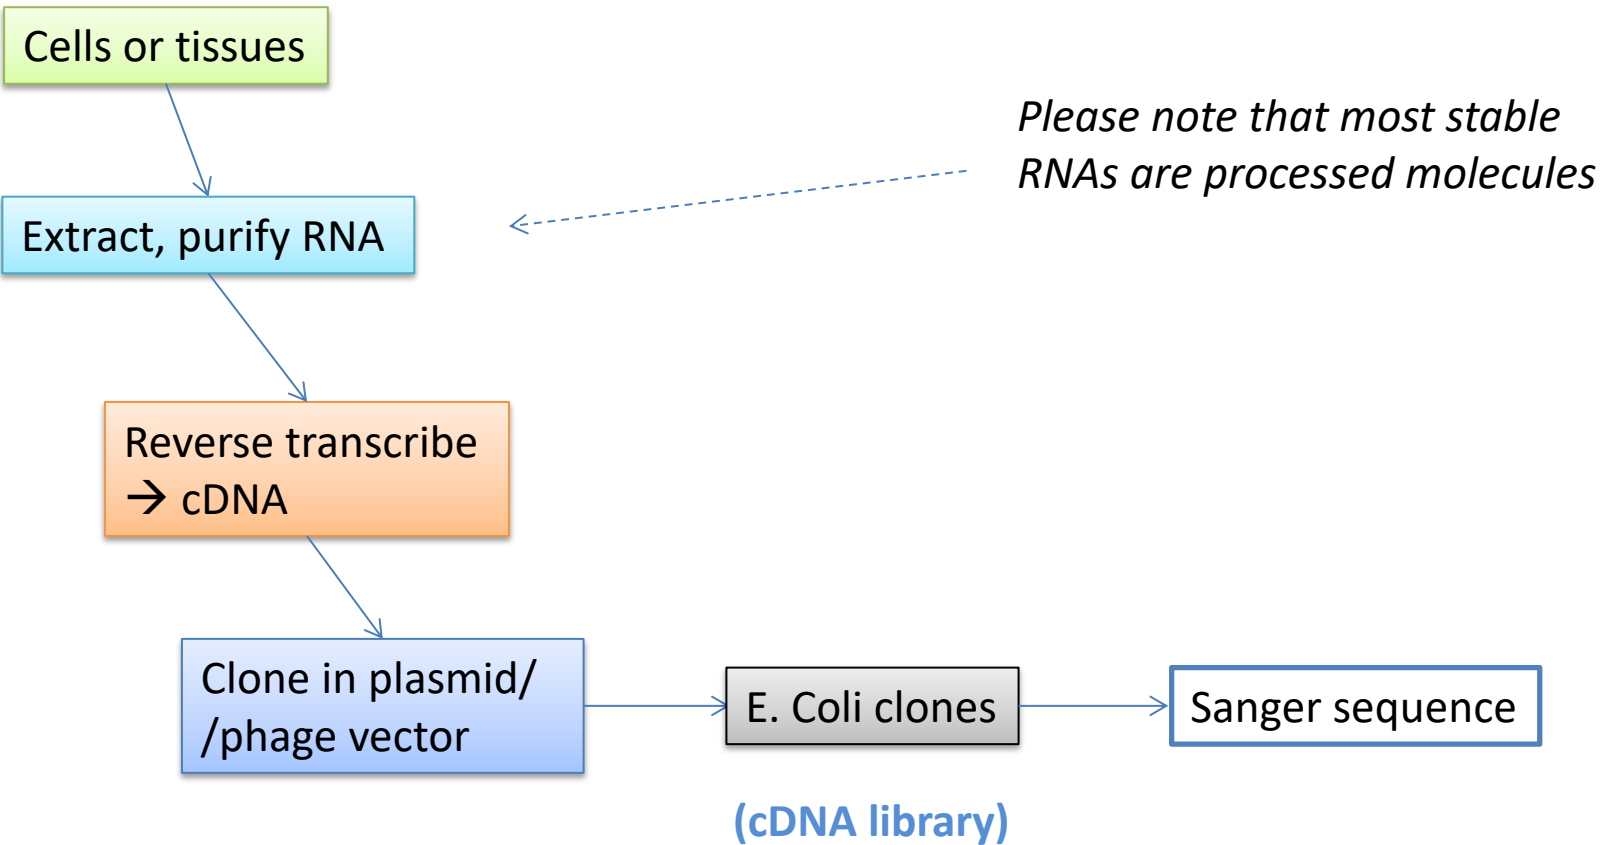 Cells or tissues
Please note that most stable
RNAs are processed molecules
Extract, purify RNA
Reverse transcribe
→ cDNA
Clone in plasmid/
/phage vector
E. Coli clones
Sanger sequence
(cDNA library)